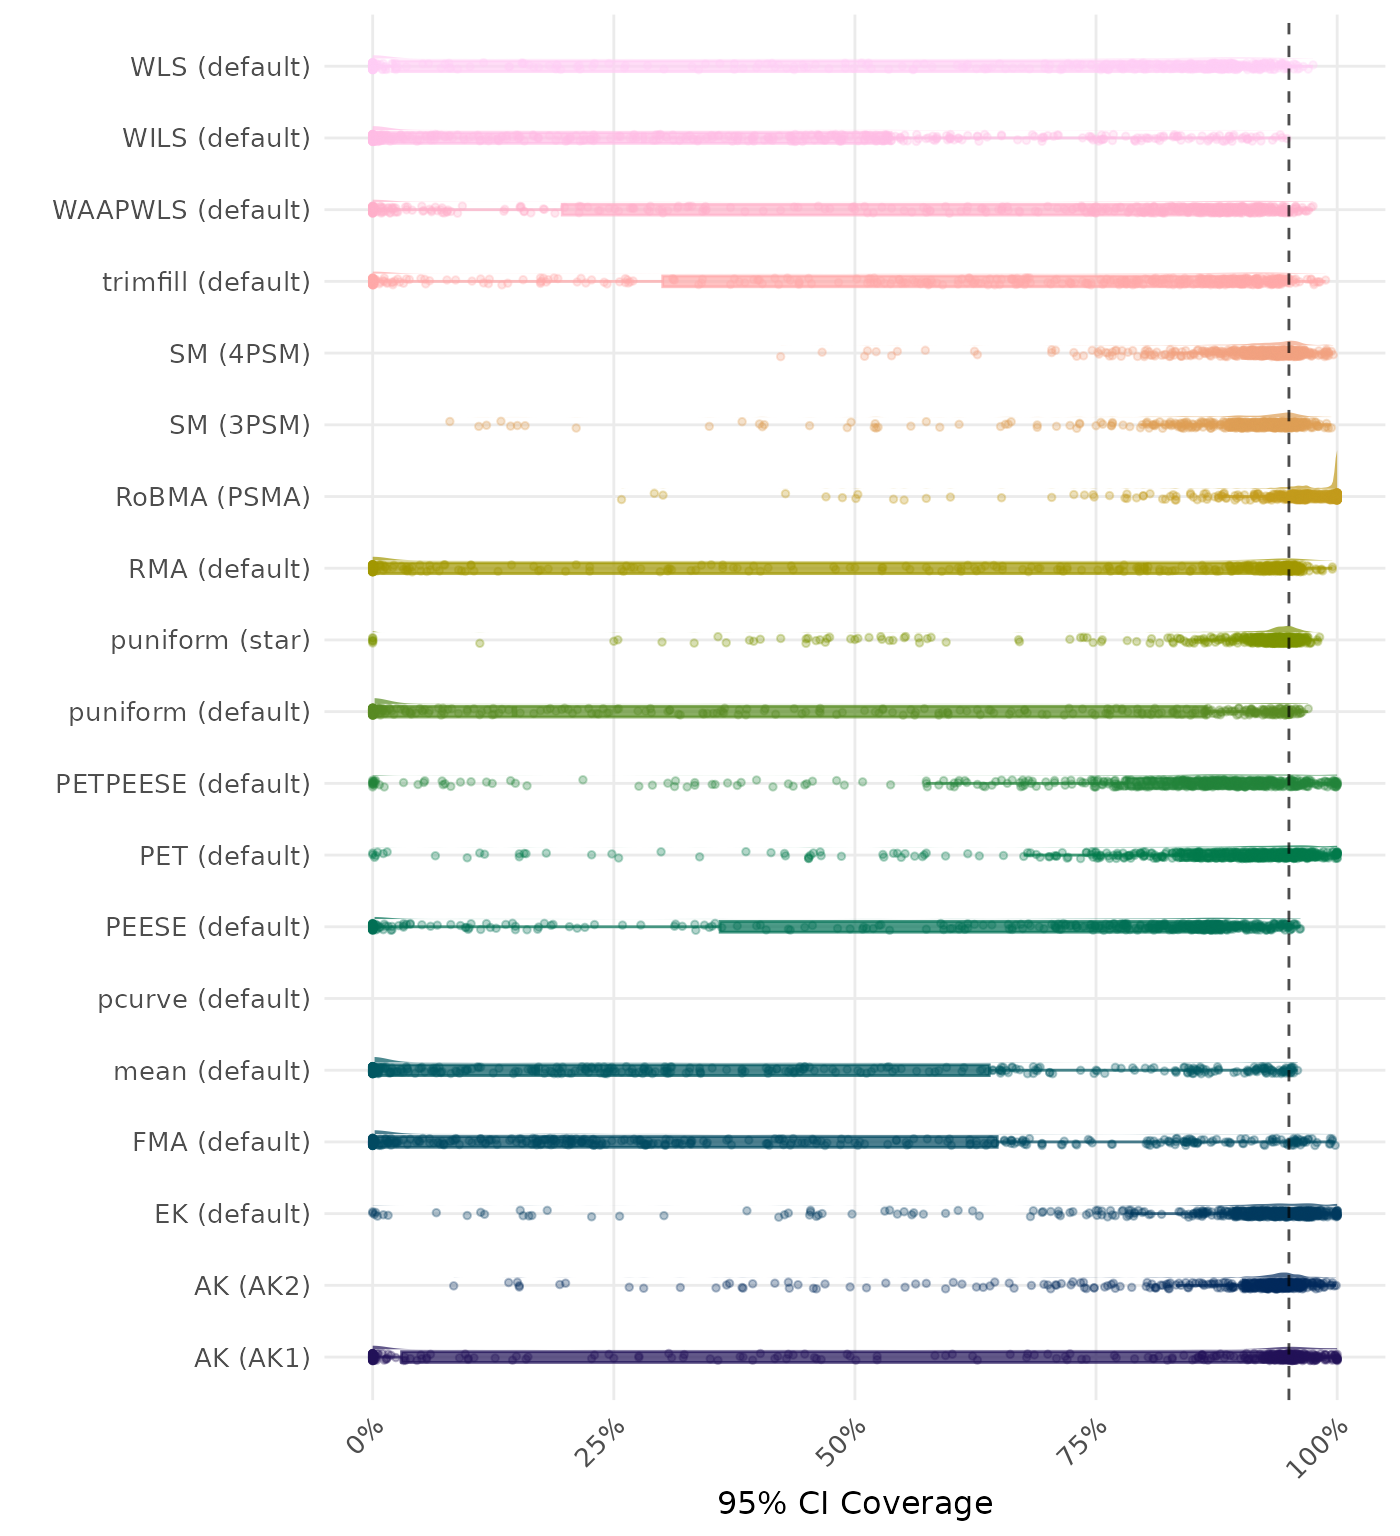 WLS (default)
WILS (default)
WAAPWLS (default)
trimfill (default)
SM (4PSM)
SM (3PSM)
RoBMA (PSMA)
RMA (default)
puniform (star)
puniform (default)
PETPEESE (default)
PET (default)
PEESE (default)
pcurve (default)
mean (default)
FMA (default)
EK (default)
AK (AK2)
AK (AK1)
0%
25%
50%
75%
100%
95% CI Coverage